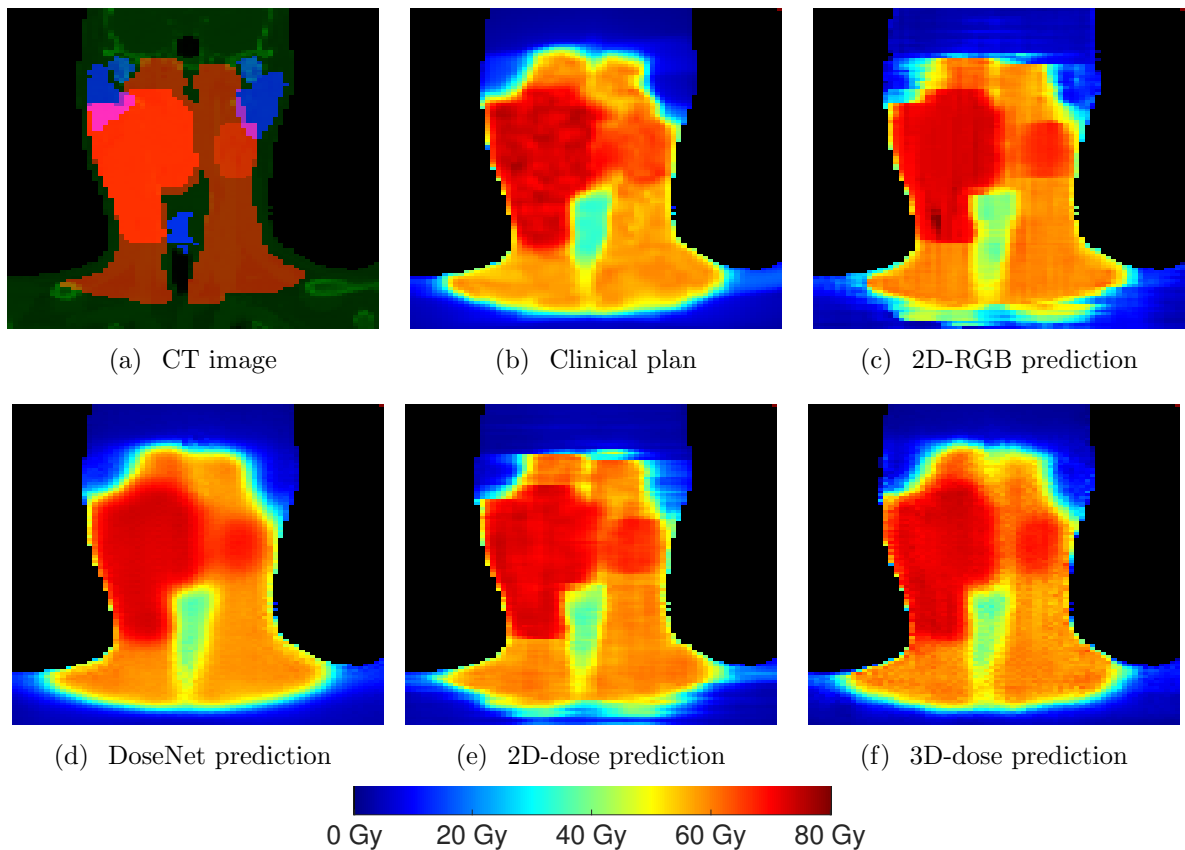 (a) CT image
(b) Clinical plan
(c) 2D-RGB prediction
(d) DoseNet prediction
(e) 2D-dose prediction
(f) 3D-dose prediction
0 Gy 20 Gy 40 Gy 60 Gy 80 Gy